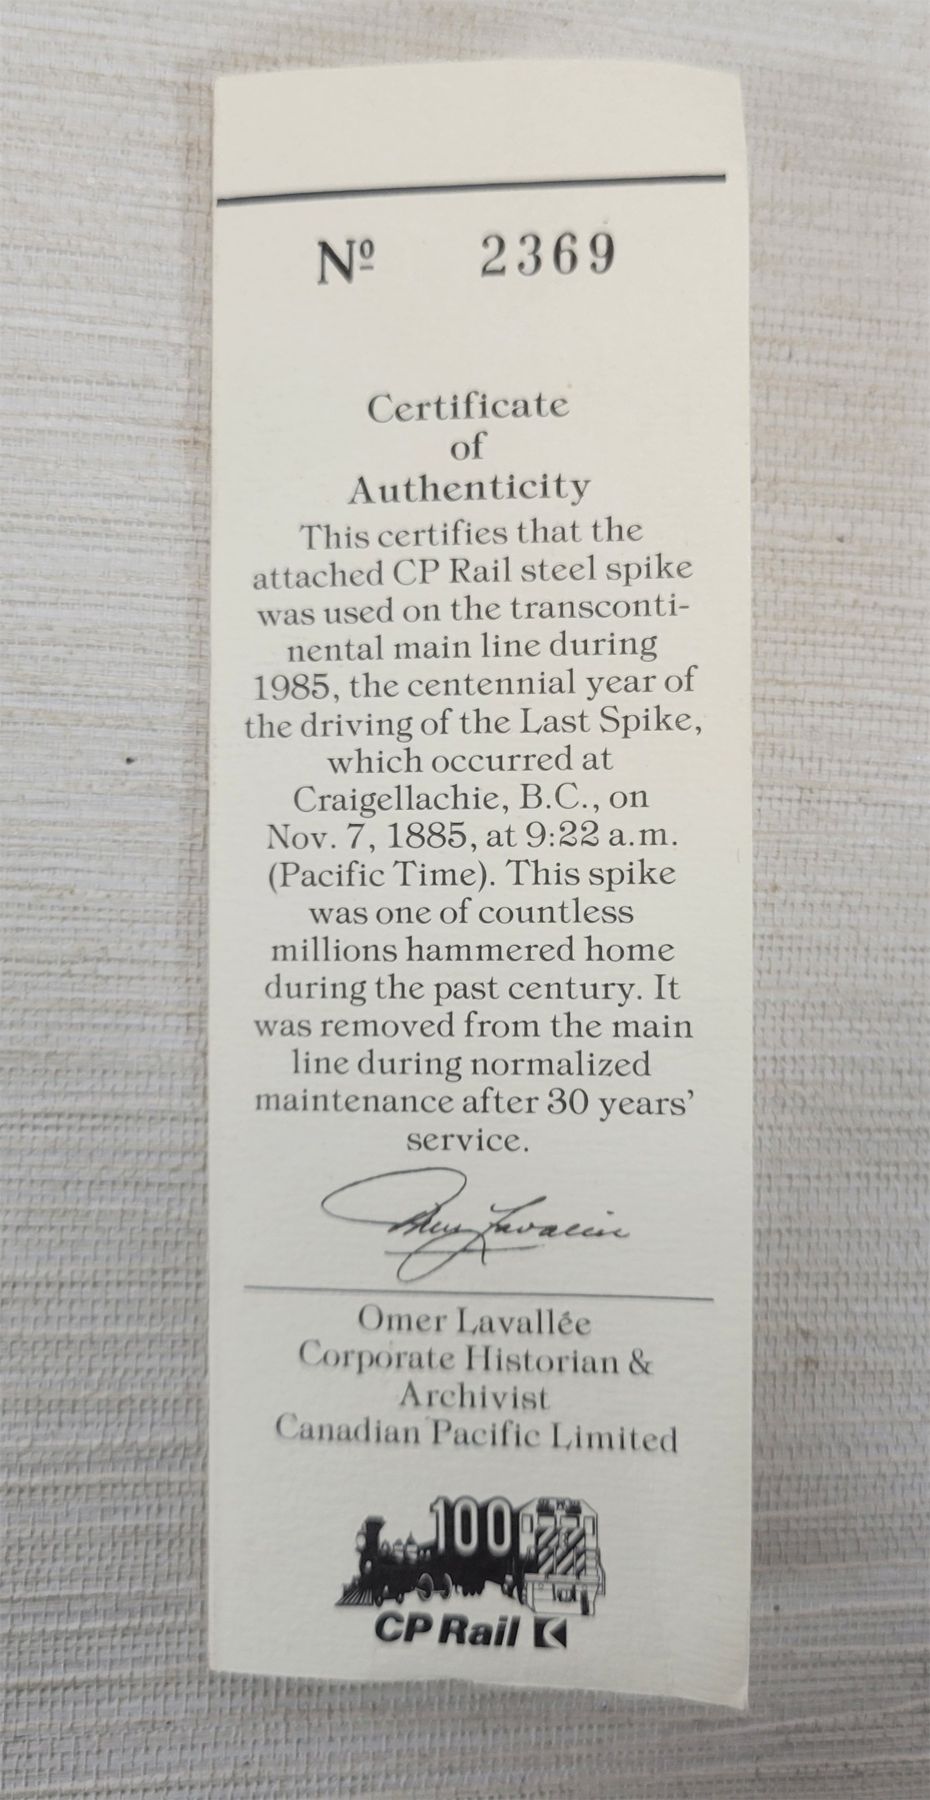 Nº 2369
Certificate
of
Authenticity
This certifies that the
attached CP Rail steel spike
was used on the transconti-
nental main line during
1985, the centennial year of
the driving of the Last Spike,
which occurred at
Craigellachie, B.C., on
Nov. 7, 1885, at 9:22 a.m.
(Pacific Time). This spike
was one of countless
millions hammered home
during the past century. It
was removed from the main
line during normalized
maintenance after 30 years’
service.
Omer Lavallée
Omer Lavallée
Corporate Historian &
Archivist
Canadian Pacific Limited
100
CP Rail